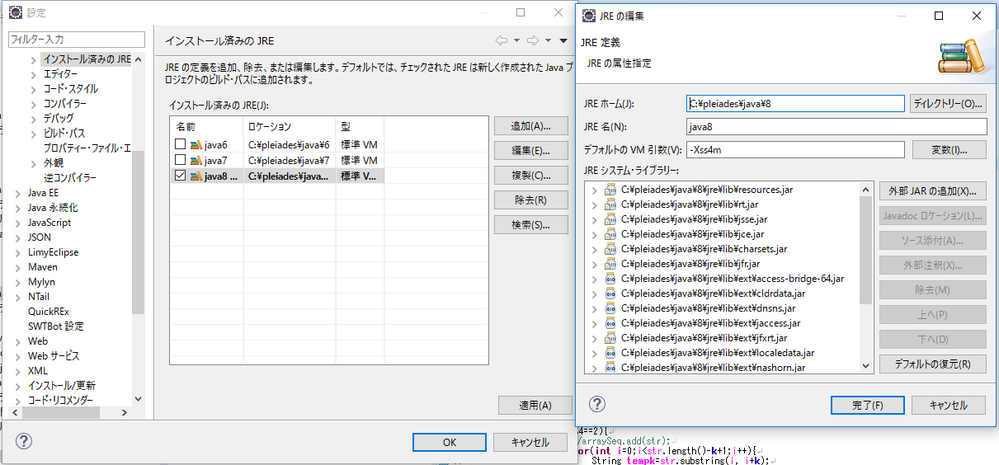 設定
フィルター入力
インストール済みの JRE
エディター
コード・スタイル
コンパイラー
デバッグ
ビルド・パス
プロパティー・ファイル・エ
外観
逆コンパイラー
Java EE
Java 永続化
JavaScript
JSON
LimyEclipse
Maven
Mylyn
NTail
QuickREx
SWTBot 設定
Web
Web サービス
XML
インストール/更新
コード・リコメンダー
インストール済みの JRE
JRE の定義を追加、除去、または編集します。デフォルトでは、チェックされた JRE は新しく作成された Java プ
ロジェクトのビルド・パスに追加されます。
インストール済みの JRE(J):
名前 ロケーション 型
java6 C:¥pleiades¥java¥6 標準 VM
java7 C:¥pleiades¥java¥7 標準 VM
java8 ... C:¥pleiades¥java... 標準 V...
追加(A)...
編集(E)...
複製(C)...
除去(R)
検索(S)...
適用(A)
OK
キャンセル
JRE の編集
JRE 定義
JRE の属性指定
JRE ホーム(J): C:¥pleiades¥java¥8 ディレクトリー(O)...
JRE 名(N): java8
デフォルトの VM 引数(V): -Xss4m 変数(I)...
JRE システム・ライブラリー:
C:¥pleiades¥java¥8¥jre¥lib¥resources.jar
C:¥pleiades¥java¥8¥jre¥lib¥rt.jar
C:¥pleiades¥java¥8¥jre¥lib¥jsse.jar
C:¥pleiades¥java¥8¥jre¥lib¥jce.jar
C:¥pleiades¥java¥8¥jre¥lib¥charsets.jar
C:¥pleiades¥java¥8¥jre¥lib¥jfr.jar
C:¥pleiades¥java¥8¥jre¥lib¥ext¥access-bridge-64.jar
C:¥pleiades¥java¥8¥jre¥lib¥ext¥cldrdata.jar
C:¥pleiades¥java¥8¥jre¥lib¥ext¥dnsns.jar
C:¥pleiades¥java¥8¥jre¥lib¥ext¥jaccess.jar
C:¥pleiades¥java¥8¥jre¥lib¥ext¥jfxrt.jar
C:¥pleiades¥java¥8¥jre¥lib¥ext¥localedata.jar
C:¥pleiades¥java¥8¥jre¥lib¥ext¥nashorn.jar
外部 JAR の追加(X)...
Javadoc ロケーション(L)...
ソース添付(A)...
外部注釈(X)...
除去(M)
上へ(P)
下へ(D)
デフォルトの復元(R)
完了(F)
キャンセル
4==2){
/arraySeq.add(str);
or(int i=0;i<str.length()-k+1;i++){
String tempk=str.substring(i, i+k);